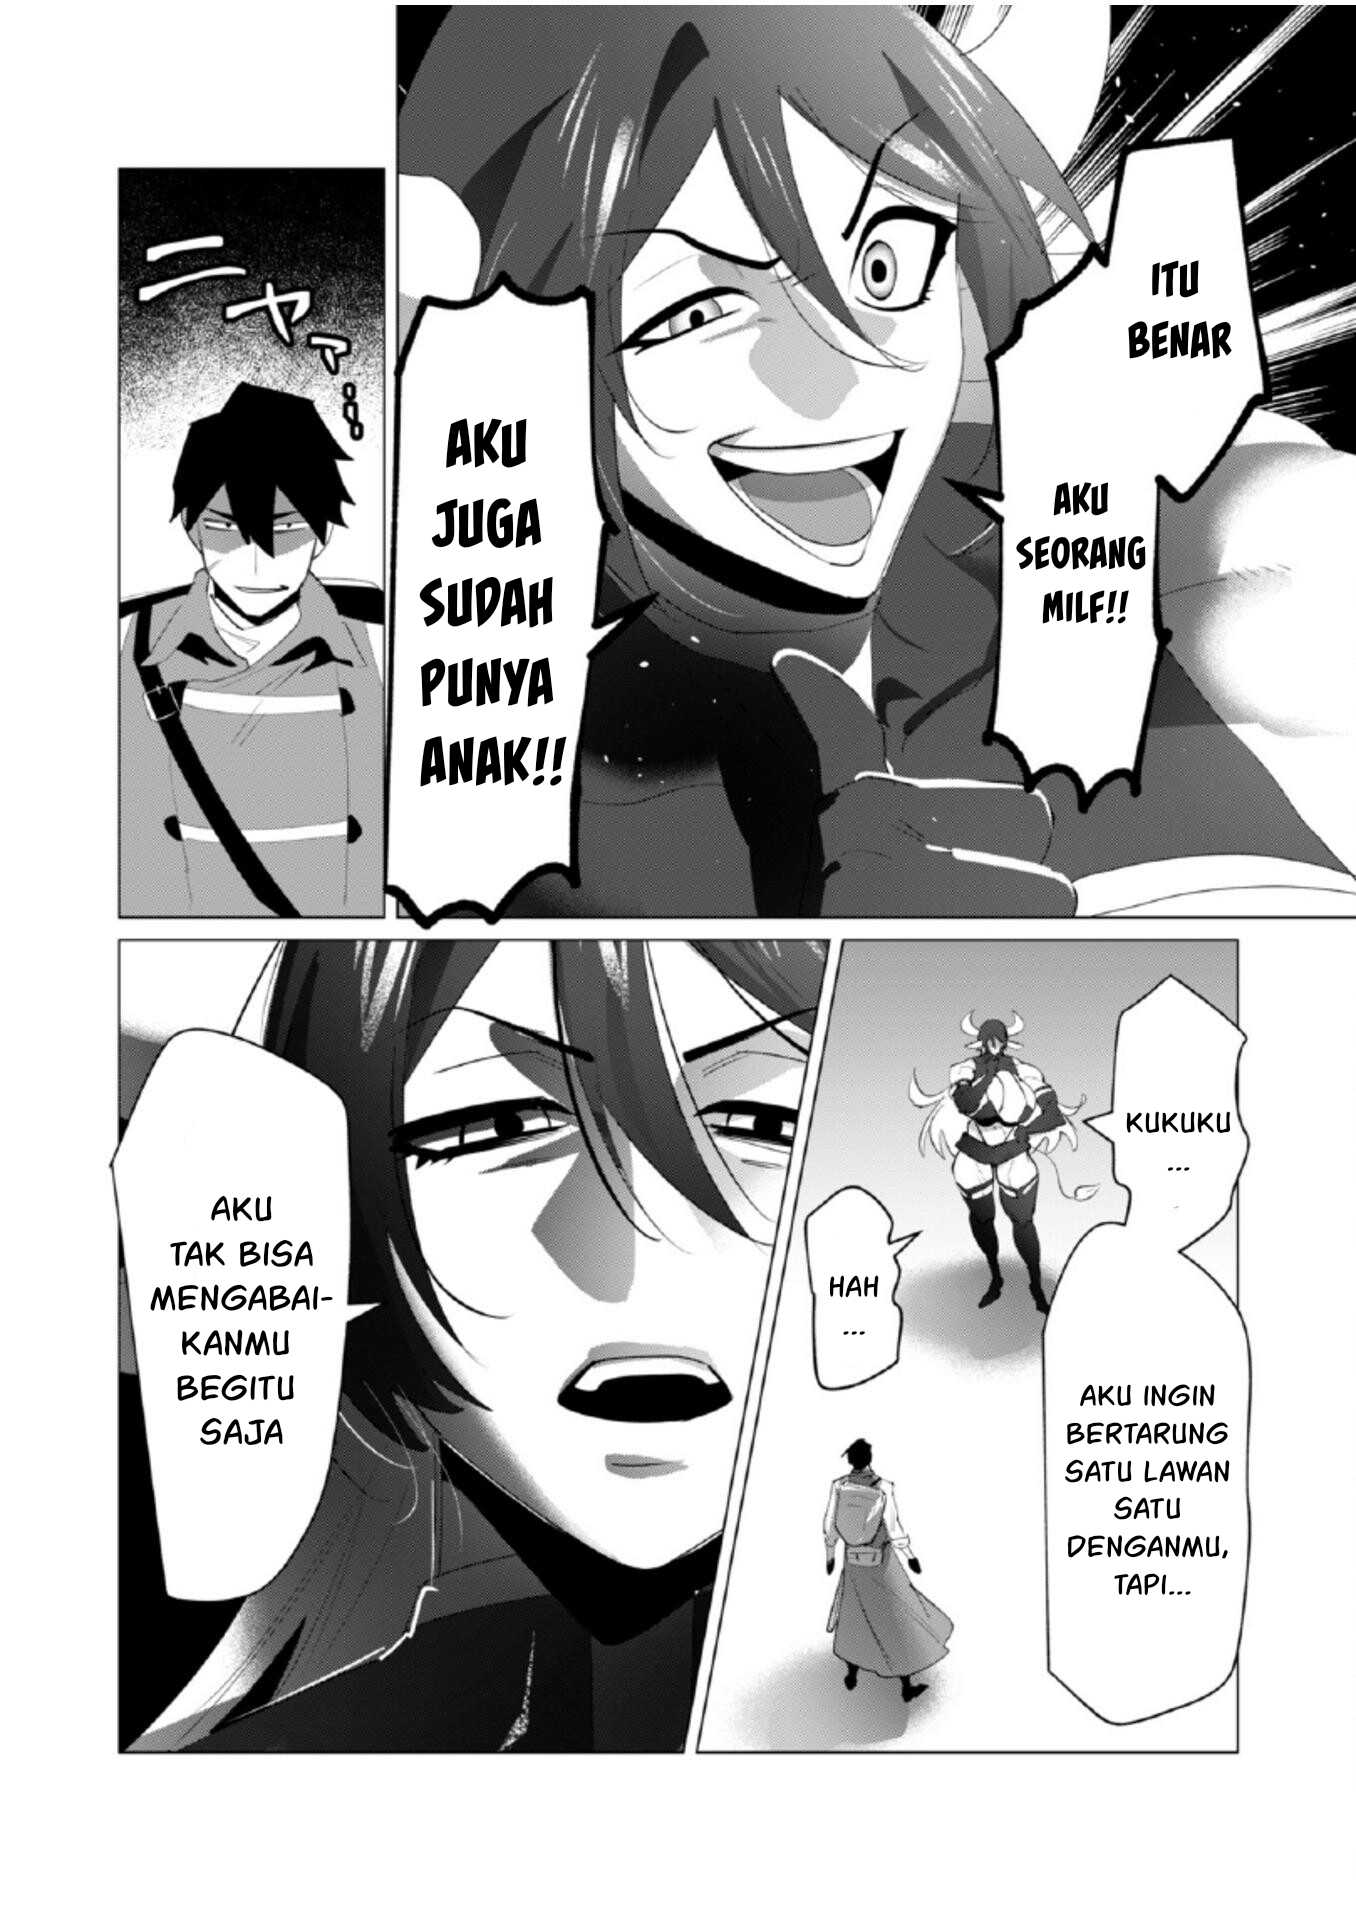 ITU
BENAR
AKU
SEORANG
MILF!!
AKU
JUGA
SUDAH
PUNYA
ANAK!!
ニヤァ…
KUKUKU
...
AKU INGIN
BERTARUNG
SATU LAWAN
SATU
DENGANMU,
TAPI...
HAH
...
AKU
TAK BISA
MENGABAI-
KANMU
BEGITU
SAJA